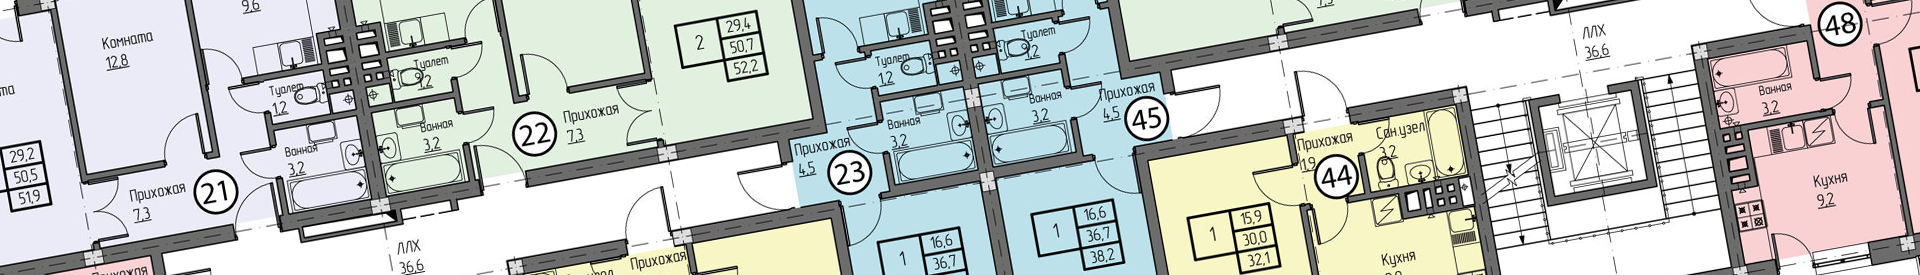 9.6
Комната
12.8
та
29,2
50,5
51,9
Прихожая
7.3
21
Туалет
1.2
Ванная
3.2
Туалет
1.2
Ванная
3.2
22
Прихожая
7.3
2
29,4
50,7
52,2
ЛЛХ
36.6
Прихожая
Прихожая
Туалет
1.2
Ванная
3.2
Прихожая
4.5
23
1
16,6
36,7
Туалет
1.2
Ванная
3.2
Прихожая
4.5
45
1
16,6
36,7
38,2
7.3
1
15,9
30,0
32,1
Прихожая
1.9
44
Сан.узел
3.2
Кухня
ЛЛХ
36.6
48
Ванная
3.2
Кухня
9.2